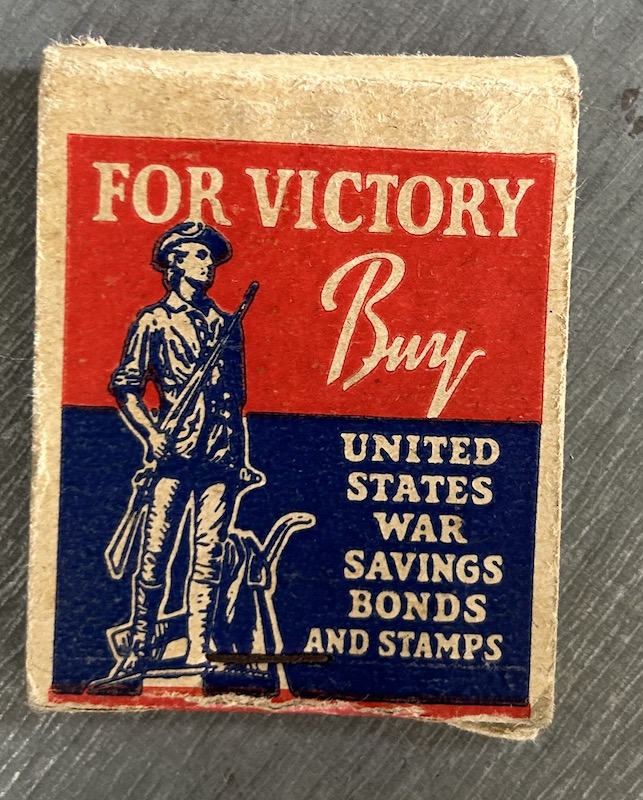 FOR VICTORY
Buy
UNITED
STATES
WAR
SAVINGS
BONDS
AND STAMPS